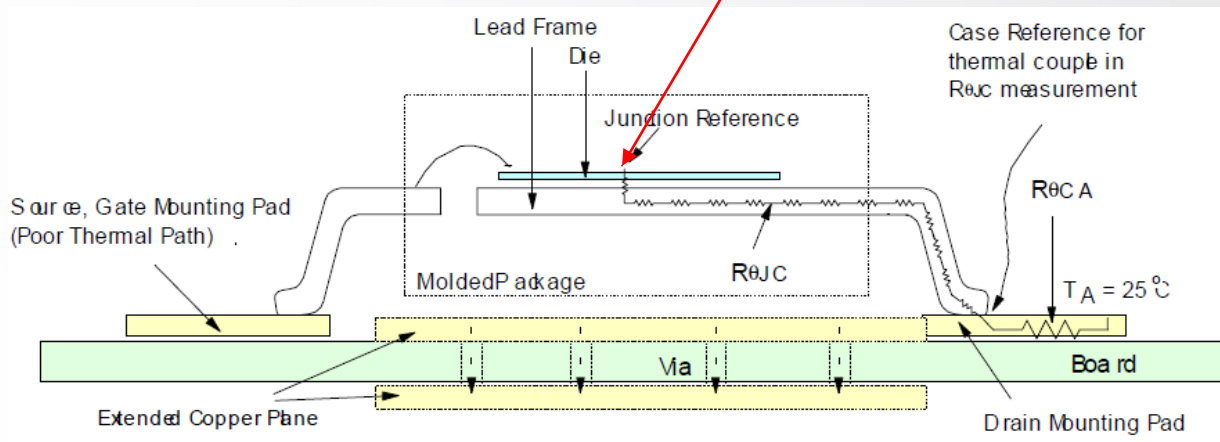 Lead Frame
Die
Case Reference for
thermal couple in
RθJC measurement
Junction Reference
RθCA
Source, Gate Mounting Pad
(Poor Thermal Path)
.
Molded Package
RθJC
TA = 25°C
Via
Board
Extended Copper Plane
Drain Mounting Pad